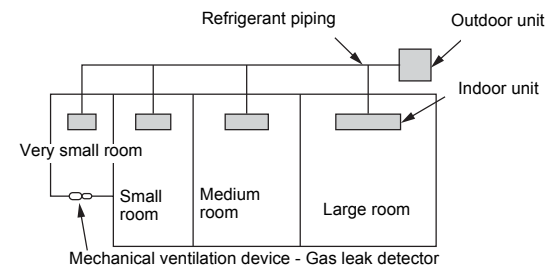 Refrigerant piping
Outdoor unit
Indoor unit
Very small room
Small
room
Medium
room
Large room
Mechanical ventilation device - Gas leak detector